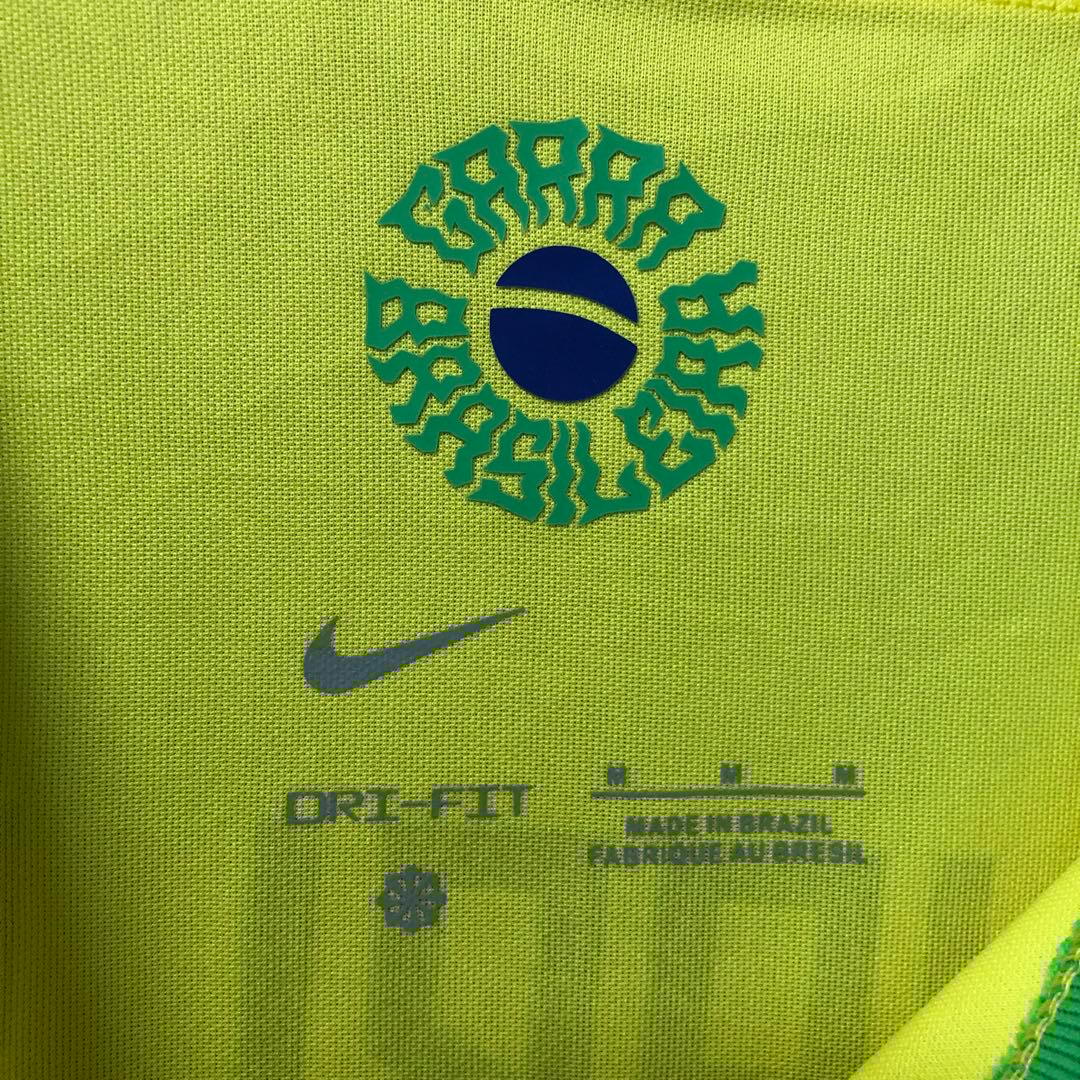 GARRA
BRASILEIRA
DRI-FIT
M M M
MADE IN BRAZIL
FABRIQUE AU BRESIL